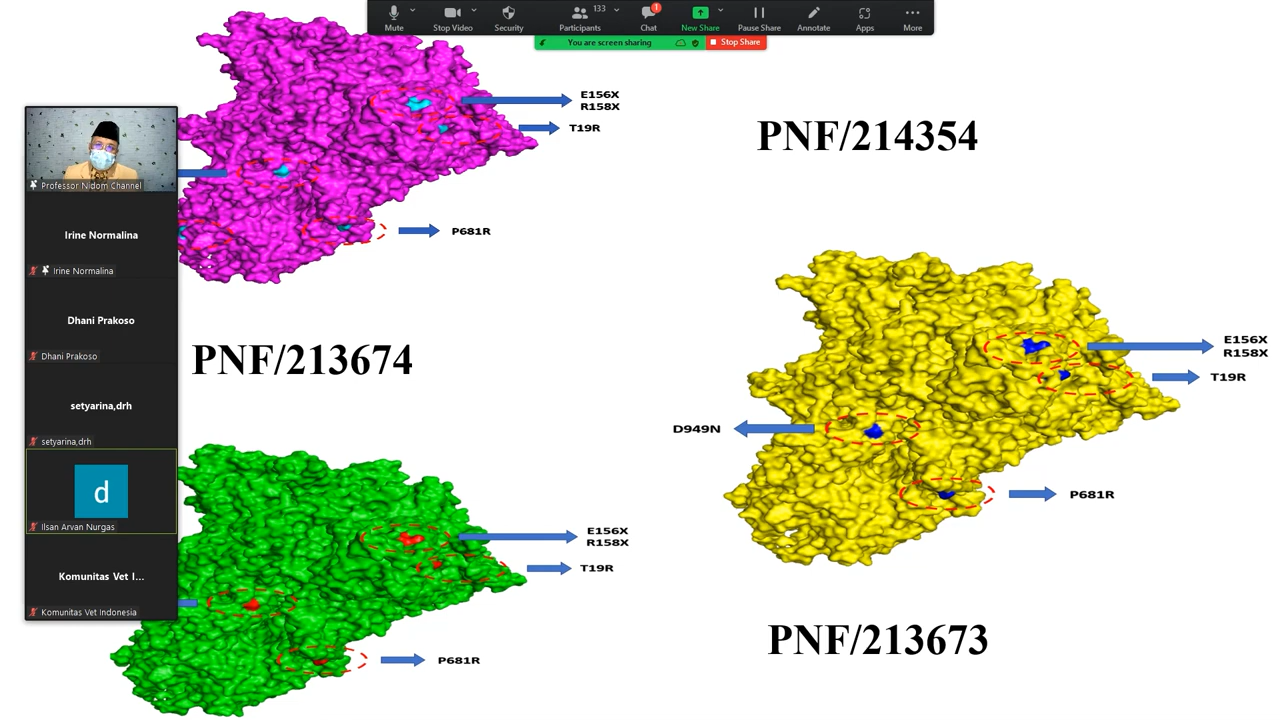 Mute
Stop Video
Security
133
Participants
1
Chat
New Share
Pause Share
Annotate
Apps
More
You are screen sharing
Stop Share
E156X
R158X
T19R
P681R
PNF/214354
Professor Nidom Channel
Irine Normalina
Irine Normalina
Dhani Prakoso
Dhani Prakoso
setyarina,drh
setyarina,drh
d
Ilsan Arvan Nurgas
Komunitas Vet I...
Komunitas Vet Indonesia
PNF/213674
E156X
R158X
T19R
D949N
P681R
E156X
R158X
T19R
P681R
PNF/213673